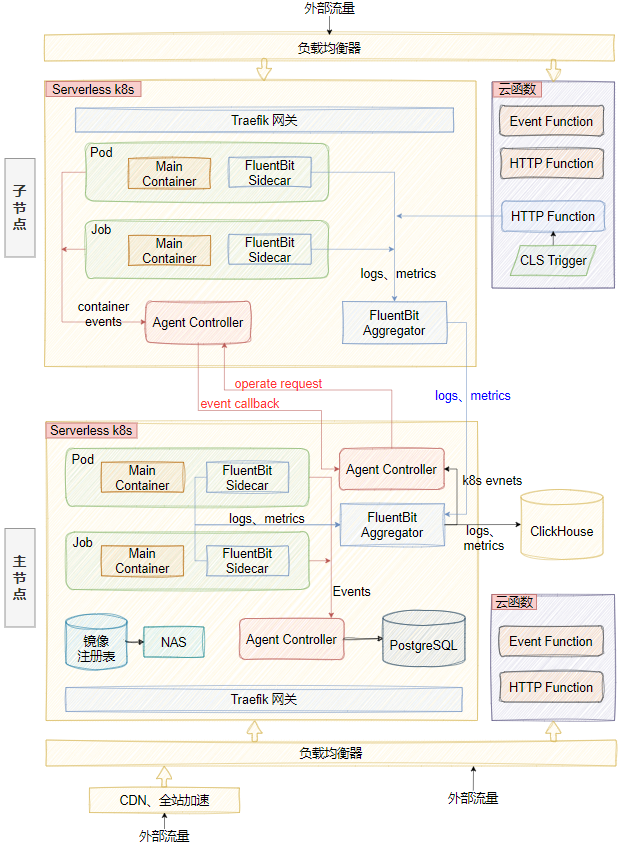 外部流量
负载均衡器
Serverless k8s
云函数
Traefik 网关
Event Function
Pod
Main
Container
FluentBit
Sidecar
HTTP Function
子
节
点
Job
Main
Container
FluentBit
Sidecar
HTTP Function
CLS Trigger
logs、metrics
container
events
Agent Controller
FluentBit
Aggregator
operate request
event callback
logs、metrics
Serverless k8s
Pod
Main
Container
FluentBit
Sidecar
Agent Controller
k8s evnets
logs、metrics
FluentBit
Aggregator
logs、
metrics
ClickHouse
主
节
点
Job
Main
Container
FluentBit
Sidecar
Events
云函数
镜像
注册表
NAS
Agent Controller
PostgreSQL
Event Function
HTTP Function
Traefik 网关
负载均衡器
CDN、全站加速
外部流量
外部流量